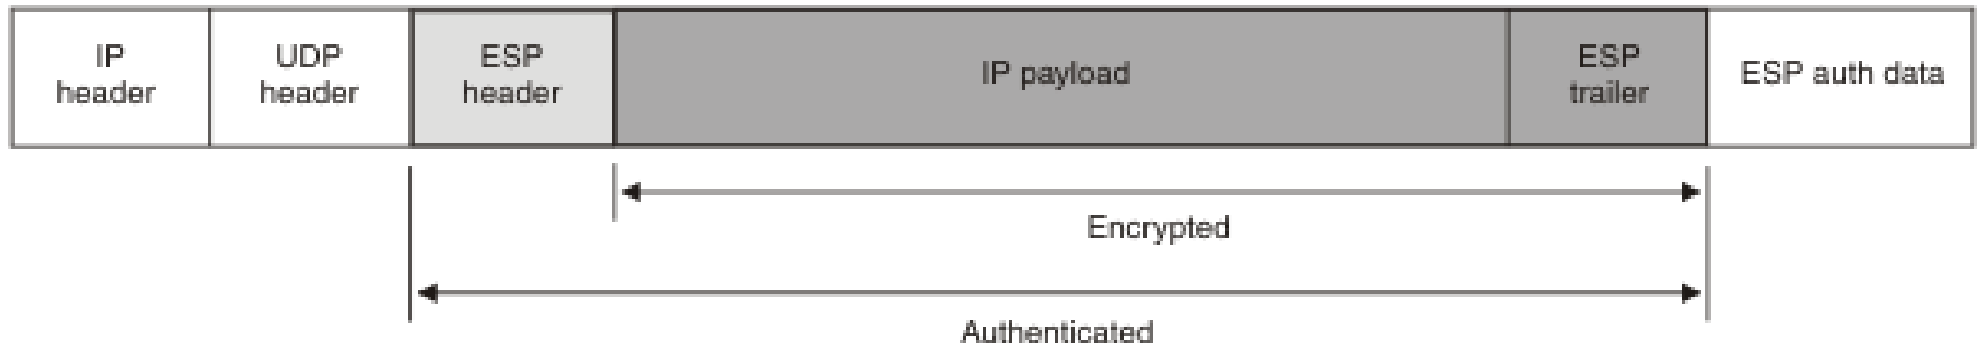 IP
header
UDP
header
ESP
header
IP payload
ESP
trailer
ESP auth data
Encrypted
Authenticated